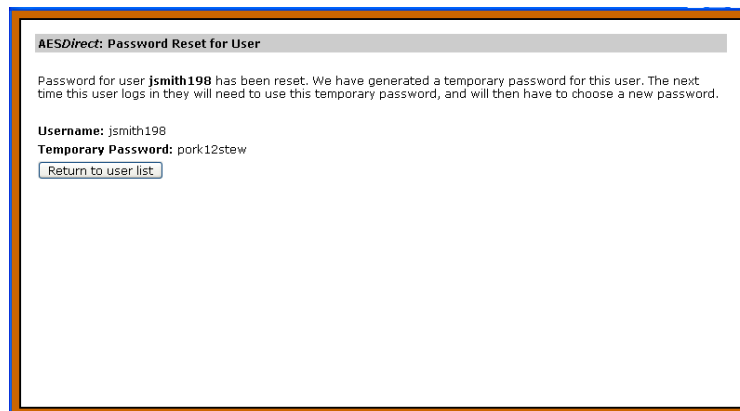 AESDirect: Password Reset for User
Password for user jsmith198 has been reset. We have generated a temporary password for this user. The next
time this user logs in they will need to use this temporary password, and will then have to choose a new password.
Username: jsmith198
Temporary Password: pork12stew
Return to user list